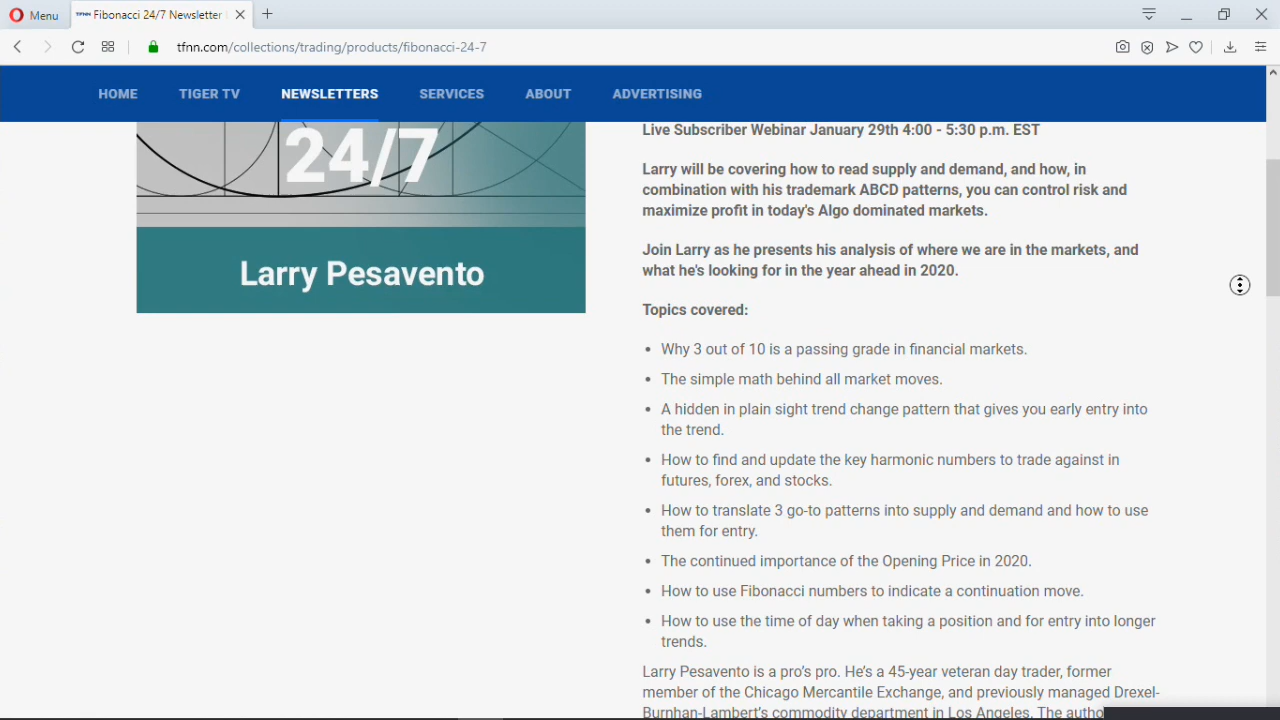 Menu
TFNN Fibonacci 24/7 Newsletter
tfnn.com/collections/trading/products/fibonacci-24-7
HOME TIGER TV NEWSLETTERS SERVICES ABOUT ADVERTISING
24/7
Larry Pesavento
Live Subscriber Webinar January 29th 4:00 - 5:30 p.m. EST
Larry will be covering how to read supply and demand, and how, in
combination with his trademark ABCD patterns, you can control risk and
maximize profit in today's Algo dominated markets.
Join Larry as he presents his analysis of where we are in the markets, and
what he's looking for in the year ahead in 2020.
Topics covered:
• Why 3 out of 10 is a passing grade in financial markets.
• The simple math behind all market moves.
• A hidden in plain sight trend change pattern that gives you early entry into
the trend.
• How to find and update the key harmonic numbers to trade against in
futures, forex, and stocks.
• How to translate 3 go-to patterns into supply and demand and how to use
them for entry.
• The continued importance of the Opening Price in 2020.
• How to use Fibonacci numbers to indicate a continuation move.
• How to use the time of day when taking a position and for entry into longer
trends.
Larry Pesavento is a pro's pro. He's a 45-year veteran day trader, former
member of the Chicago Mercantile Exchange, and previously managed Drexel-
Burnhan-Lambert's commodity department in Los Angeles. The autho